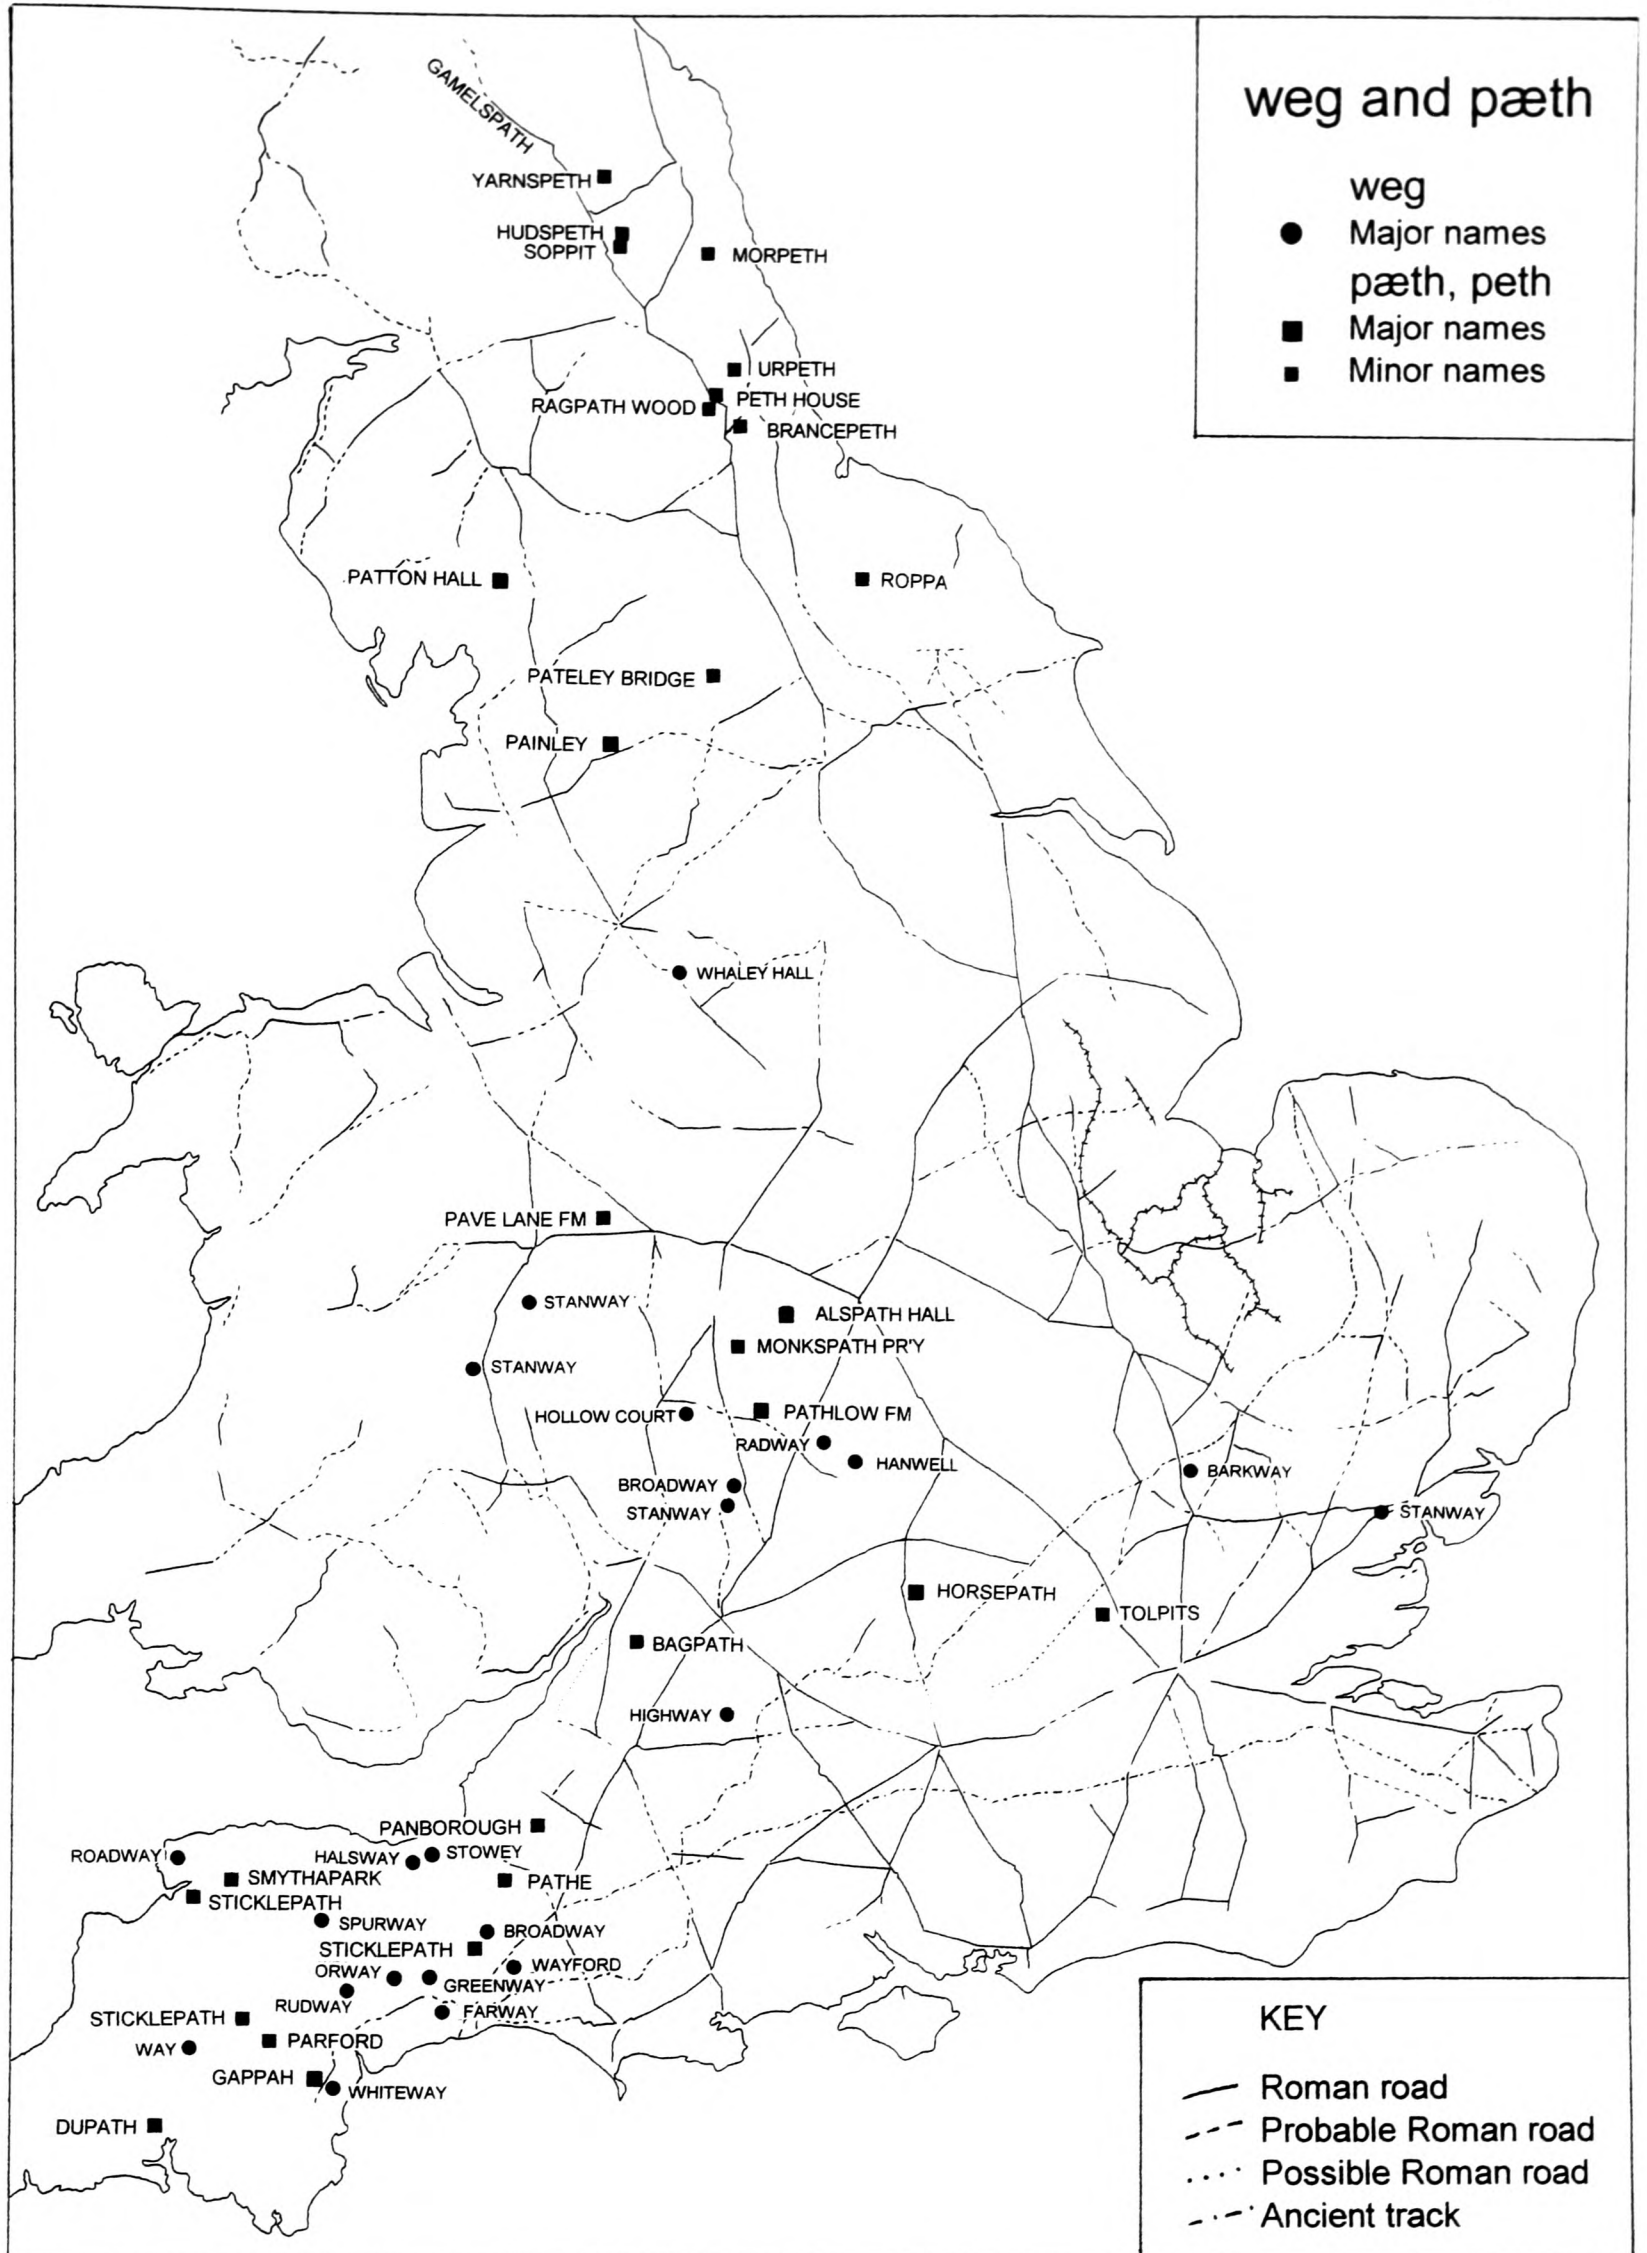 weg and pæth
weg
Major names
pæth, peth
Major names
Minor names
GAMELSPATH
YARNSPETH
HUDSPETH
SOPPIT
MORPETH
URPETH
PETH HOUSE
RAGPATH WOOD
BRANCEPETH
PATTON HALL
ROPPA
PATELEY BRIDGE
PAINLEY
WHALEY HALL
PAVE LANE FM
STANWAY
ALSPATH HALL
MONKSPATH PR'Y
STANWAY
HOLLOW COURT
PATHLOW FM
RADWAY
HANWELL
BROADWAY
BARKWAY
STANWAY
STANWAY
HORSEPATH
TOLPITS
BAGPATH
HIGHWAY
PANBOROUGH
ROADWAY
HALSWAY
STOWEY
SMYTHAPARK
PATHE
STICKLEPATH
SPURWAY
BROADWAY
STICKLEPATH
WAYFORD
ORWAY
GREENWAY
RUDWAY
FARWAY
STICKLEPATH
PARFORD
WAY
GAPPAH
WHITEWAY
DUPATH
KEY
Roman road
Probable Roman road
Possible Roman road
Ancient track